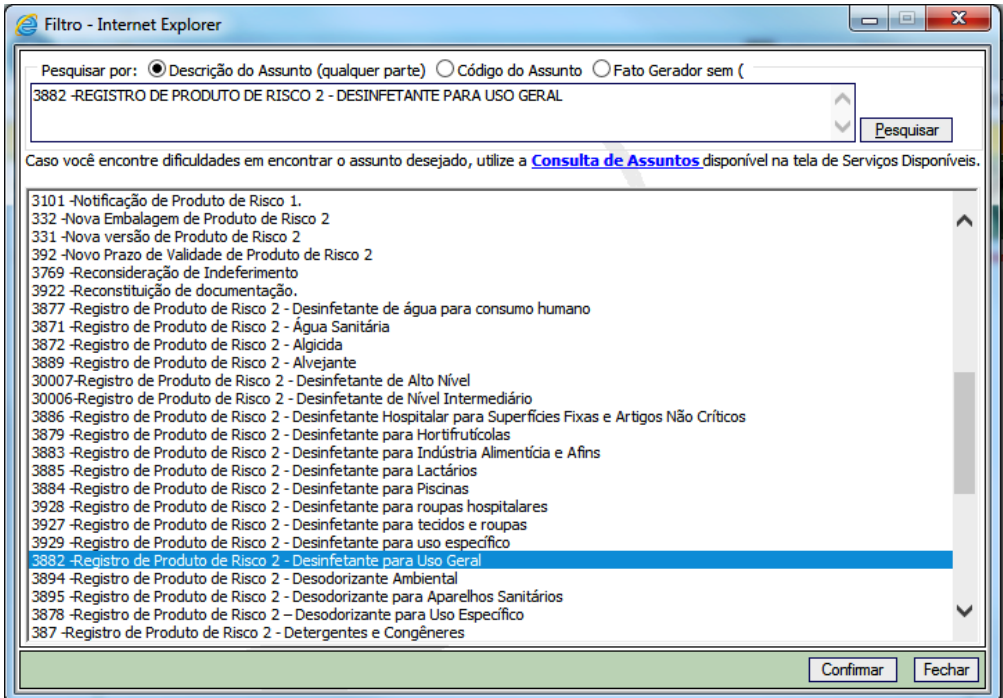 Filtro - Internet Explorer
Pesquisar por: Descrição do Assunto (qualquer parte) Código do Assunto Fato Gerador sem (
3882 -REGISTRO DE PRODUTO DE RISCO 2 - DESINFETANTE PARA USO GERAL
Pesquisar
Caso você encontre dificuldades em encontrar o assunto desejado, utilize a Consulta de Assuntos disponível na tela de Serviços Disponíveis.
3101 -Notificação de Produto de Risco 1.
332 -Nova Embalagem de Produto de Risco 2
331 -Nova versão de Produto de Risco 2
392 -Novo Prazo de Validade de Produto de Risco 2
3769 -Reconsideração de Indeferimento
3922 -Reconstituição de documentação.
3877 -Registro de Produto de Risco 2 - Desinfetante de água para consumo humano
3871 -Registro de Produto de Risco 2 - Água Sanitária
3872 -Registro de Produto de Risco 2 - Algicida
3889 -Registro de Produto de Risco 2 - Alvejante
30007-Registro de Produto de Risco 2 - Desinfetante de Alto Nível
30006-Registro de Produto de Risco 2 - Desinfetante de Nível Intermediário
3886 -Registro de Produto de Risco 2 - Desinfetante Hospitalar para Superfícies Fixas e Artigos Não Críticos
3879 -Registro de Produto de Risco 2 - Desinfetante para Hortifrutícolas
3883 -Registro de Produto de Risco 2 - Desinfetante para Indústria Alimentícia e Afins
3885 -Registro de Produto de Risco 2 - Desinfetante para Lactários
3884 -Registro de Produto de Risco 2 - Desinfetante para Piscinas
3928 -Registro de Produto de Risco 2 - Desinfetante para roupas hospitalares
3927 -Registro de Produto de Risco 2 - Desinfetante para tecidos e roupas
3929 -Registro de Produto de Risco 2 - Desinfetante para uso específico
3882 -Registro de Produto de Risco 2 - Desinfetante para Uso Geral
3894 -Registro de Produto de Risco 2 - Desodorizante Ambiental
3895 -Registro de Produto de Risco 2 - Desodorizante para Aparelhos Sanitários
3878 -Registro de Produto de Risco 2 – Desodorizante para Uso Específico
387 -Registro de Produto de Risco 2 - Detergentes e Congêneres
Confirmar Fechar